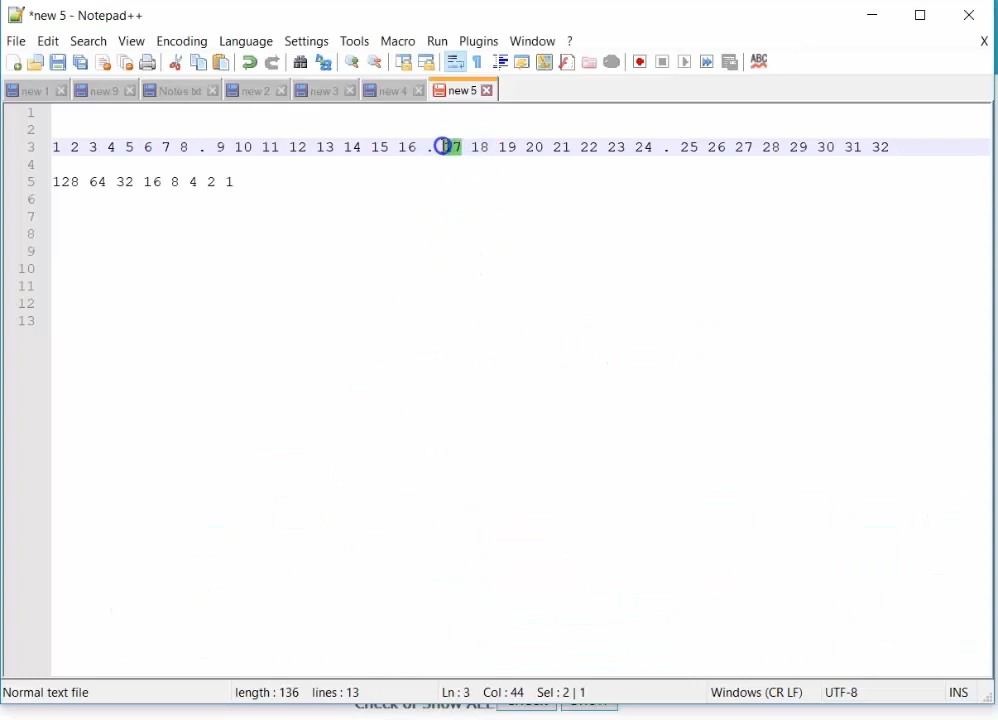 *new 5 - Notepad++
File Edit Search View Encoding Language Settings Tools Macro Run Plugins Window ? X
ABC
new 1 new 9 Notes txt new 2 new 3 new 4 new 5
1
2
3 1 2 3 4 5 6 7 8 . 9 10 11 12 13 14 15 16 . 17 18 19 20 21 22 23 24 . 25 26 27 28 29 30 31 32
4
5 128 64 32 16 8 4 2 1
6
7
8
9
10
11
12
13
Normal text file length : 136 lines : 13 Ln : 3 Col : 44 Sel : 2 | 1 Windows (CR LF) UTF-8 INS
Check or Show ALL